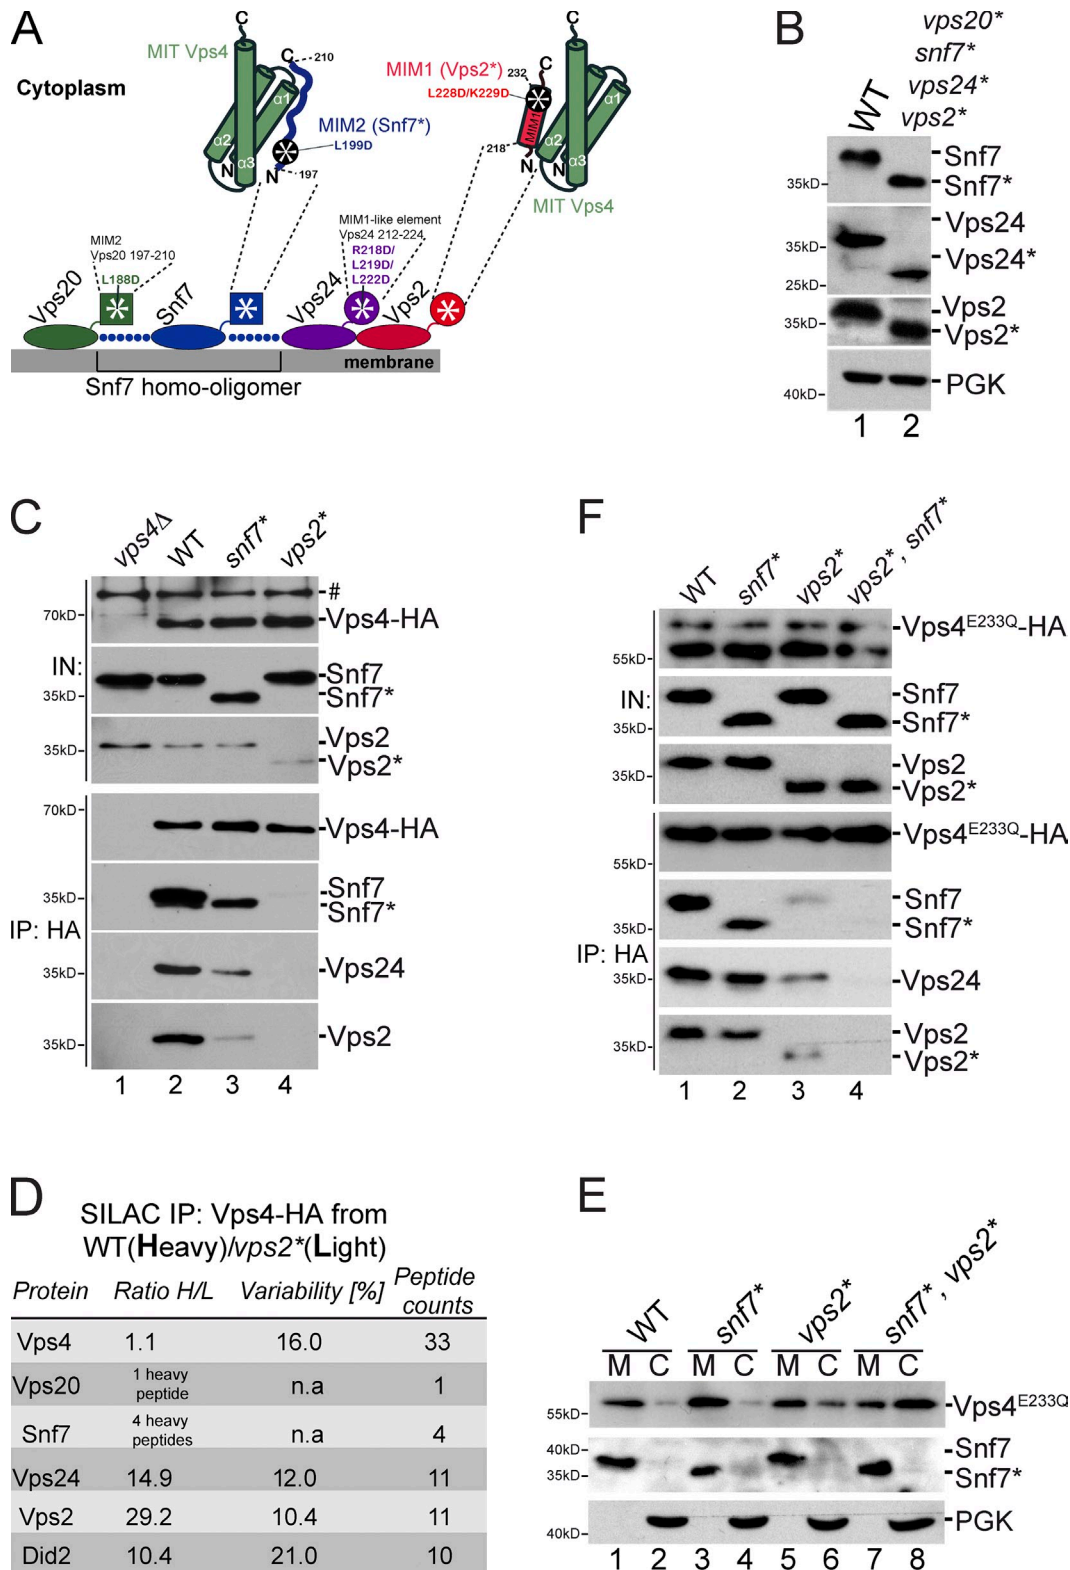 A
Cytoplasm
C
MIT Vps4
C
210
α1
α2
α3
N
N
197
MIM2 (Snf7*)
L199D
MIM1 (Vps2*)
L228D/K229D
232
C
MIM1
218
N
N
α1
α2
α3
C
MIT Vps4
MIM2
Vps20 197-210
L188D
MIM1-like element
Vps24 212-224
R218D/
L219D/
L222D
Vps20
Snf7
Vps24
Vps2
membrane
Snf7 homo-oligomer
B
vps20*
snf7*
vps24*
WT
vps2*
Snf7
35kD
Snf7*
Vps24
35kD
Vps24*
25kD
Vps2
35kD
Vps2*
PGK
40kD
1 2
C
vps4Δ WT snf7* vps2*
#
70kD
Vps4-HA
IN:
Snf7
35kD
Snf7*
Vps2
35kD
Vps2*
70kD
Vps4-HA
Snf7
35kD
Snf7*
IP: HA
Vps24
35kD
Vps2
35kD
1 2 3 4
F
WT snf7* vps2* vps2*, snf7*
Vps4E233Q-HA
55kD
IN:
Snf7
35kD
Snf7*
Vps2
35kD
Vps2*
Vps4E233Q-HA
55kD
Snf7
35kD
Snf7*
IP: HA
Vps24
35kD
Vps2
35kD
Vps2*
1 2 3 4
D
SILAC IP: Vps4-HA from
WT(Heavy)/vps2*(Light)
Protein Ratio H/L Variability [%] Peptide counts
Vps4 1.1 16.0 33
Vps20 1 heavy peptide n.a 1
Snf7 4 heavy peptides n.a 4
Vps24 14.9 12.0 11
Vps2 29.2 10.4 11
Did2 10.4 21.0 10
E
WT snf7* vps2* snf7*, vps2*
M C M C M C M C
Vps4E233Q
55kD
40kD
Snf7
35kD
Snf7*
PGK
40kD
1 2 3 4 5 6 7 8